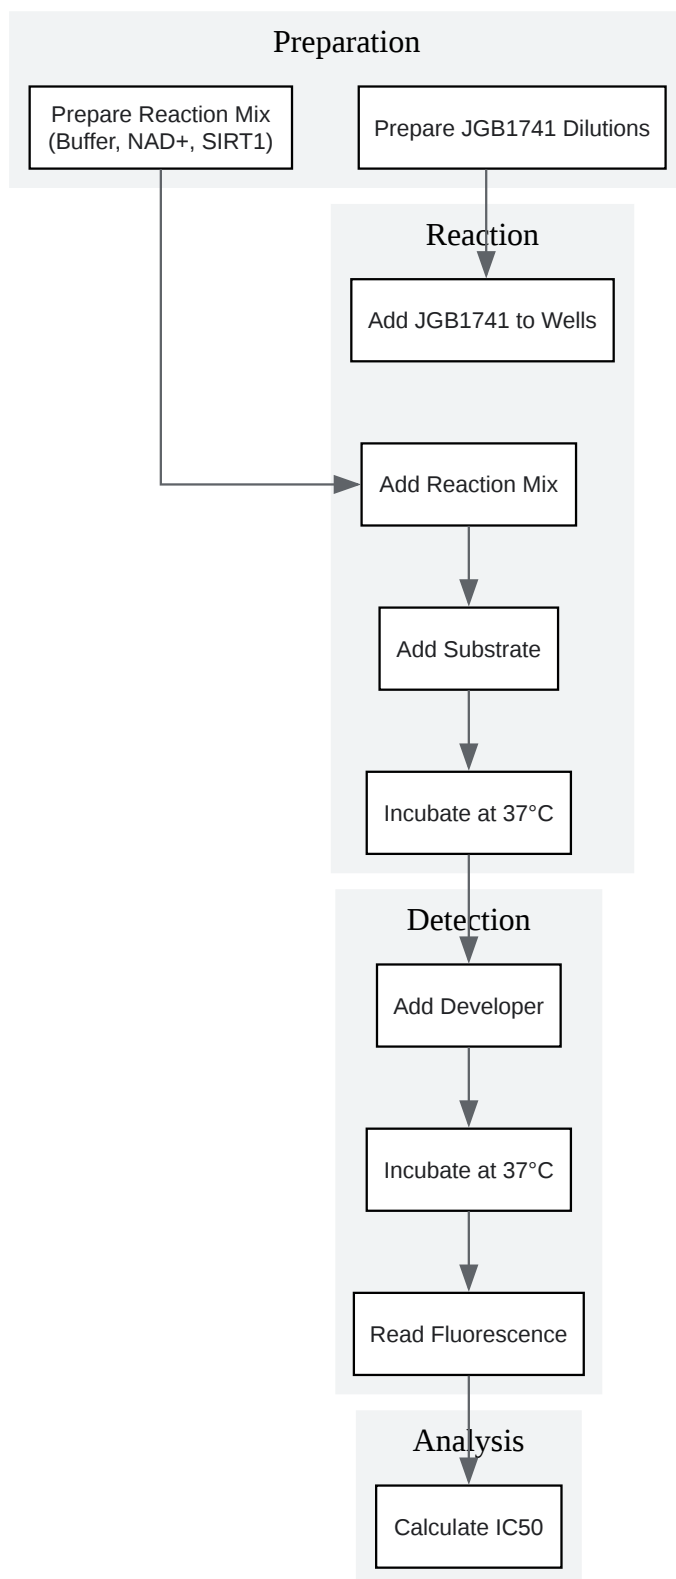 Preparation
Prepare Reaction Mix
(Buffer, NAD+, SIRT1)
Prepare JGB1741 Dilutions
Reaction
Add JGB1741 to Wells
Add Reaction Mix
Add Substrate
Incubate at 37°C
Detection
Add Developer
Incubate at 37°C
Read Fluorescence
Analysis
Calculate IC50